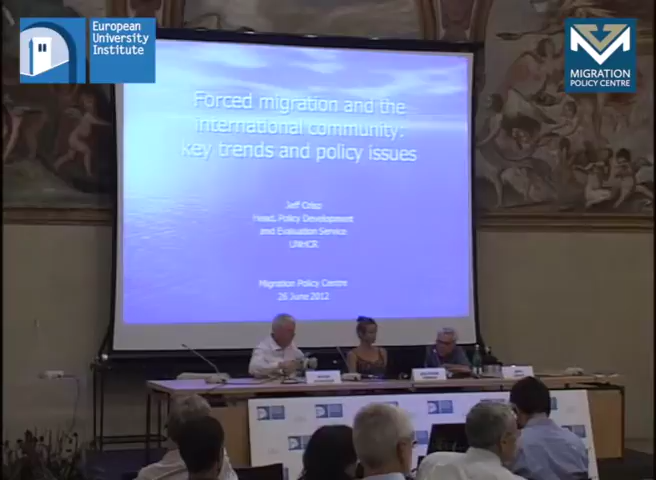 European
University
Institute
MIGRATION
POLICY CENTRE
Forced migration and the
international community:
key trends and policy issues
Jeff Crisp
Head, Policy Development
and Evaluation Service
UNHCR
Migration Policy Centre
26 June 2012